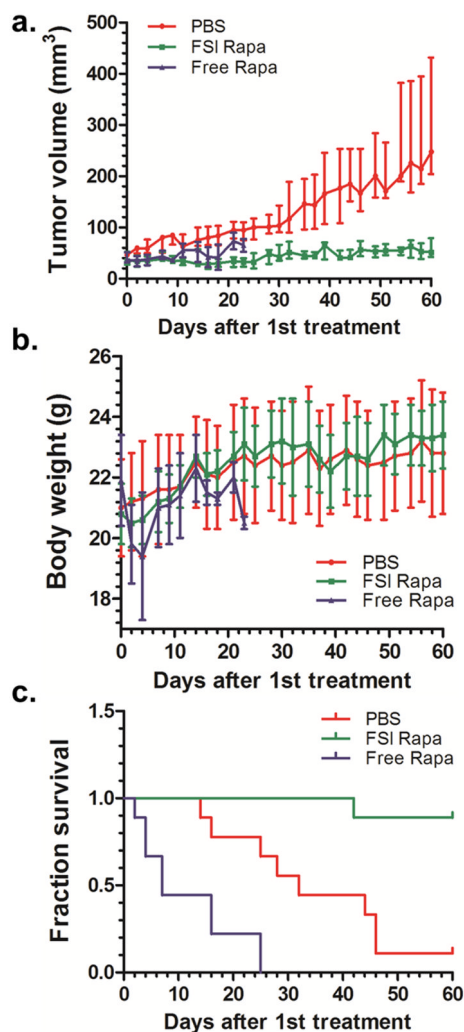 a.
Tumor volume (mm³)
500
400
300
200
100
0
PBS
FSI Rapa
Free Rapa
0 10 20 30 40 50 60
Days after 1st treatment
b.
Body weight (g)
26
24
22
20
18
PBS
FSI Rapa
Free Rapa
0 10 20 30 40 50 60
Days after 1st treatment
c.
Fraction survival
1.5
1.0
0.5
0.0
PBS
FSI Rapa
Free Rapa
0 20 40 60
Days after 1st treatment